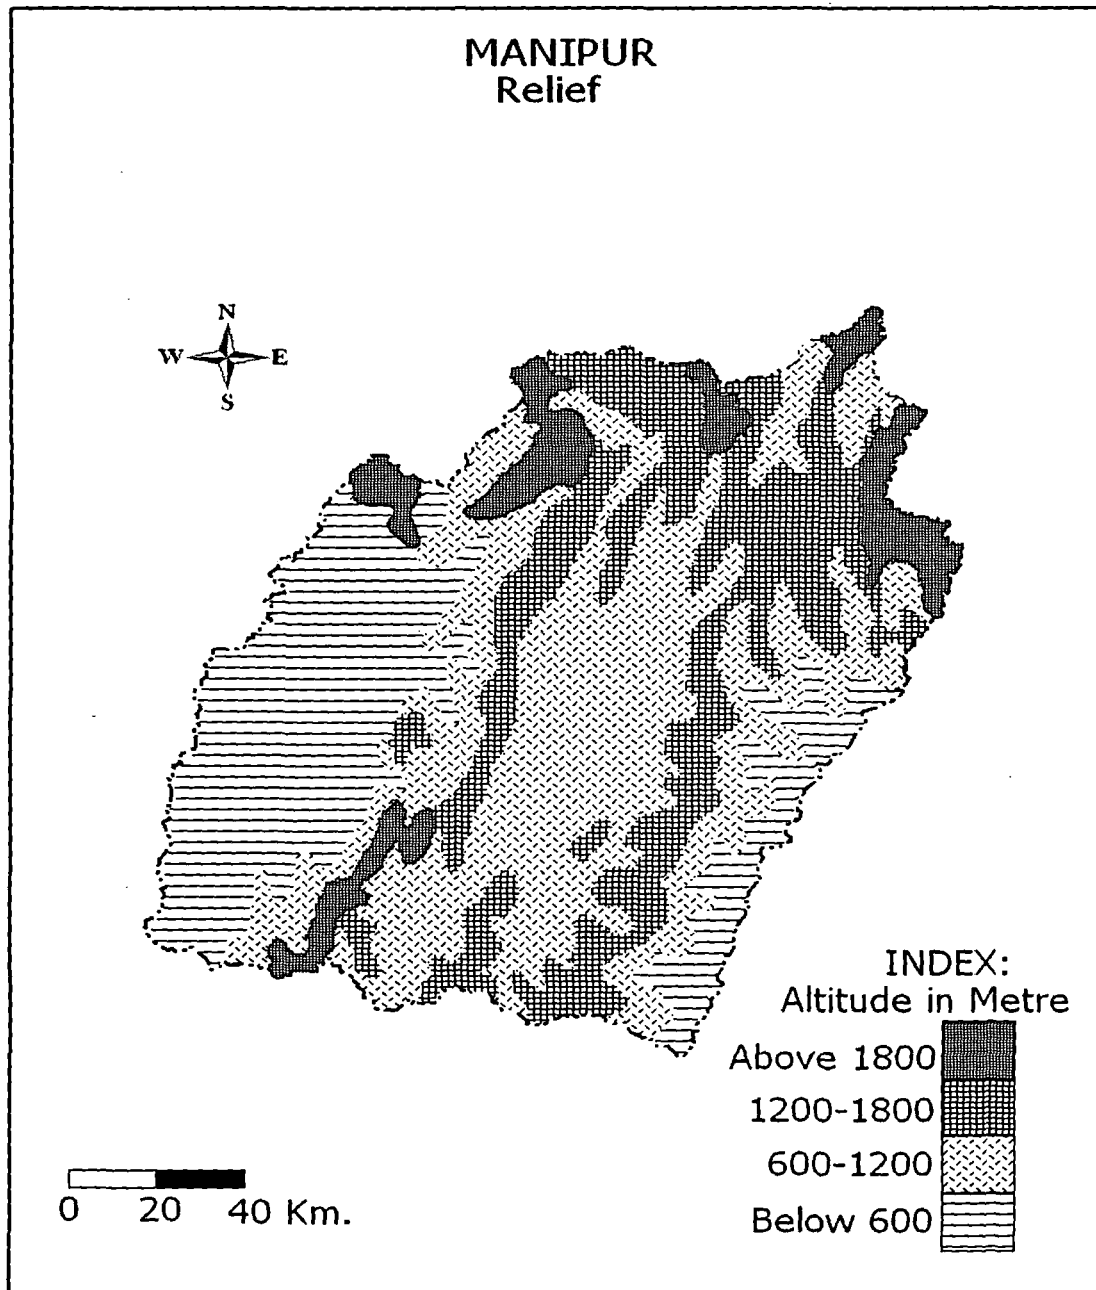 MANIPUR
Relief
N
W E
S
INDEX:
Altitude in Metre
Above 1800
1200-1800
600-1200
Below 600
0 20 40 Km.